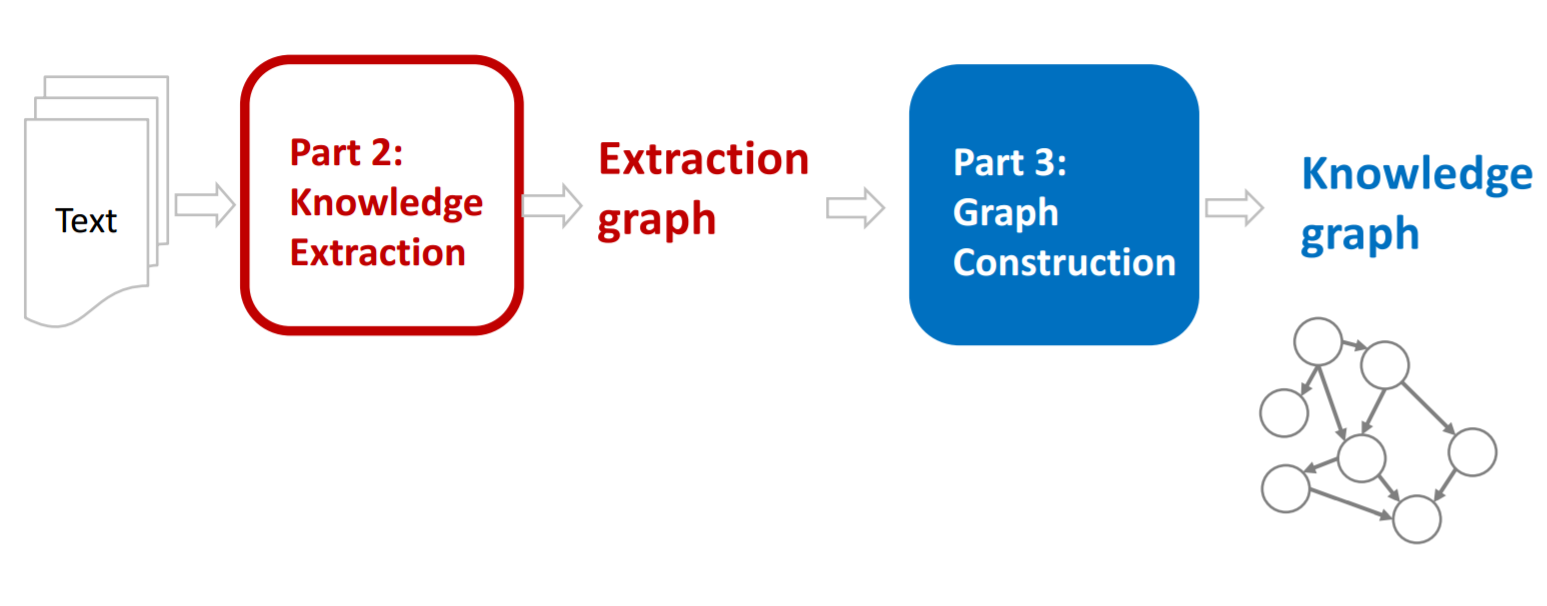 Text
Part 2:
Knowledge
Extraction
Extraction
graph
Part 3:
Graph
Construction
Knowledge
graph